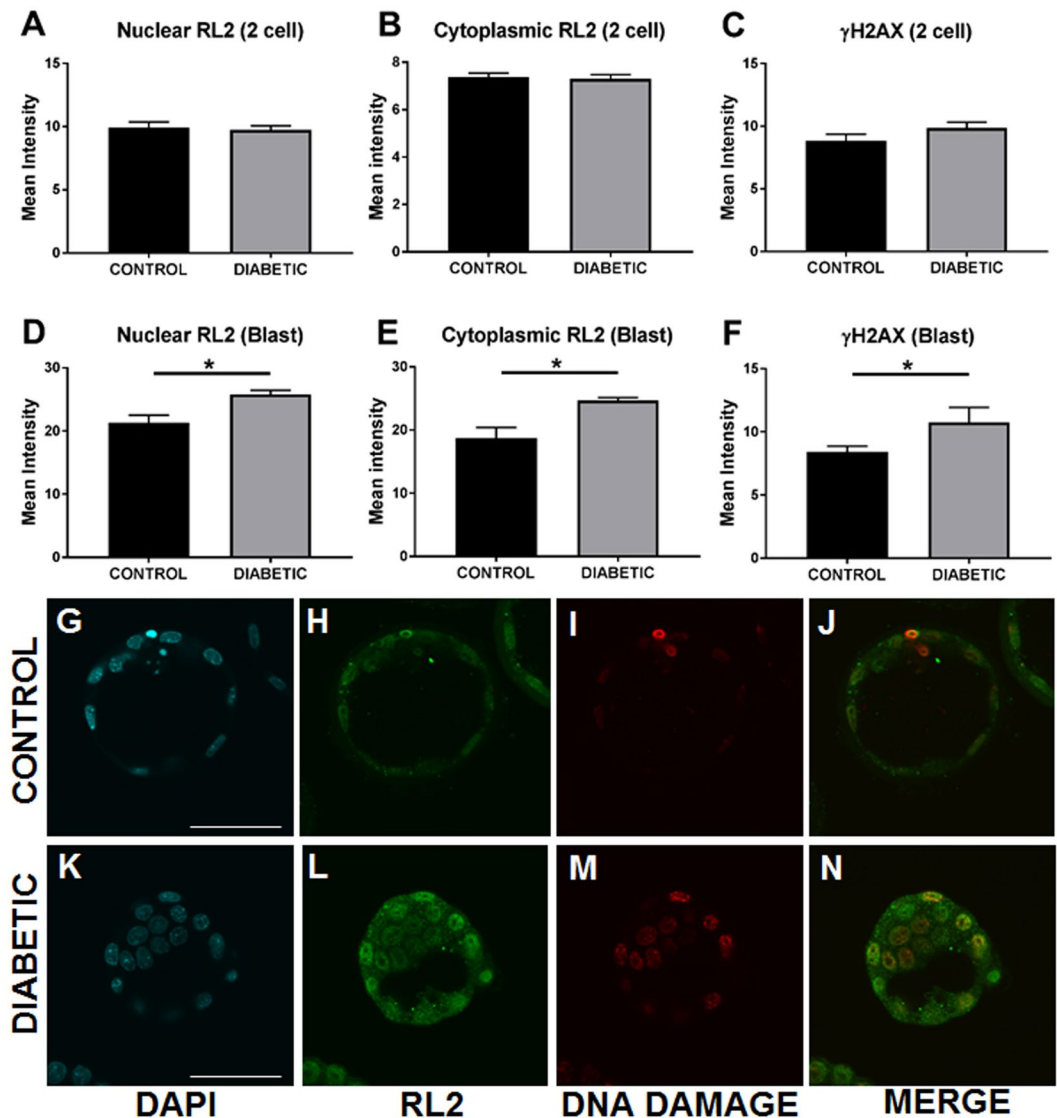 A Nuclear RL2 (2 cell)
Mean Intensity
15
10
5
0
CONTROL DIABETIC
B Cytoplasmic RL2 (2 cell)
Mean intensity
8
6
4
2
0
CONTROL DIABETIC
C γH2AX (2 cell)
Mean Intensity
15
10
5
0
CONTROL DIABETIC
D Nuclear RL2 (Blast)
Mean Intensity
30
20
10
0
*
CONTROL DIABETIC
E Cytoplasmic RL2 (Blast)
Mean intensity
30
20
10
0
*
CONTROL DIABETIC
F γH2AX (Blast)
Mean Intensity
15
10
5
0
*
CONTROL DIABETIC
CONTROL
G H I J
DIABETIC
K L M N
DAPI RL2 DNA DAMAGE MERGE